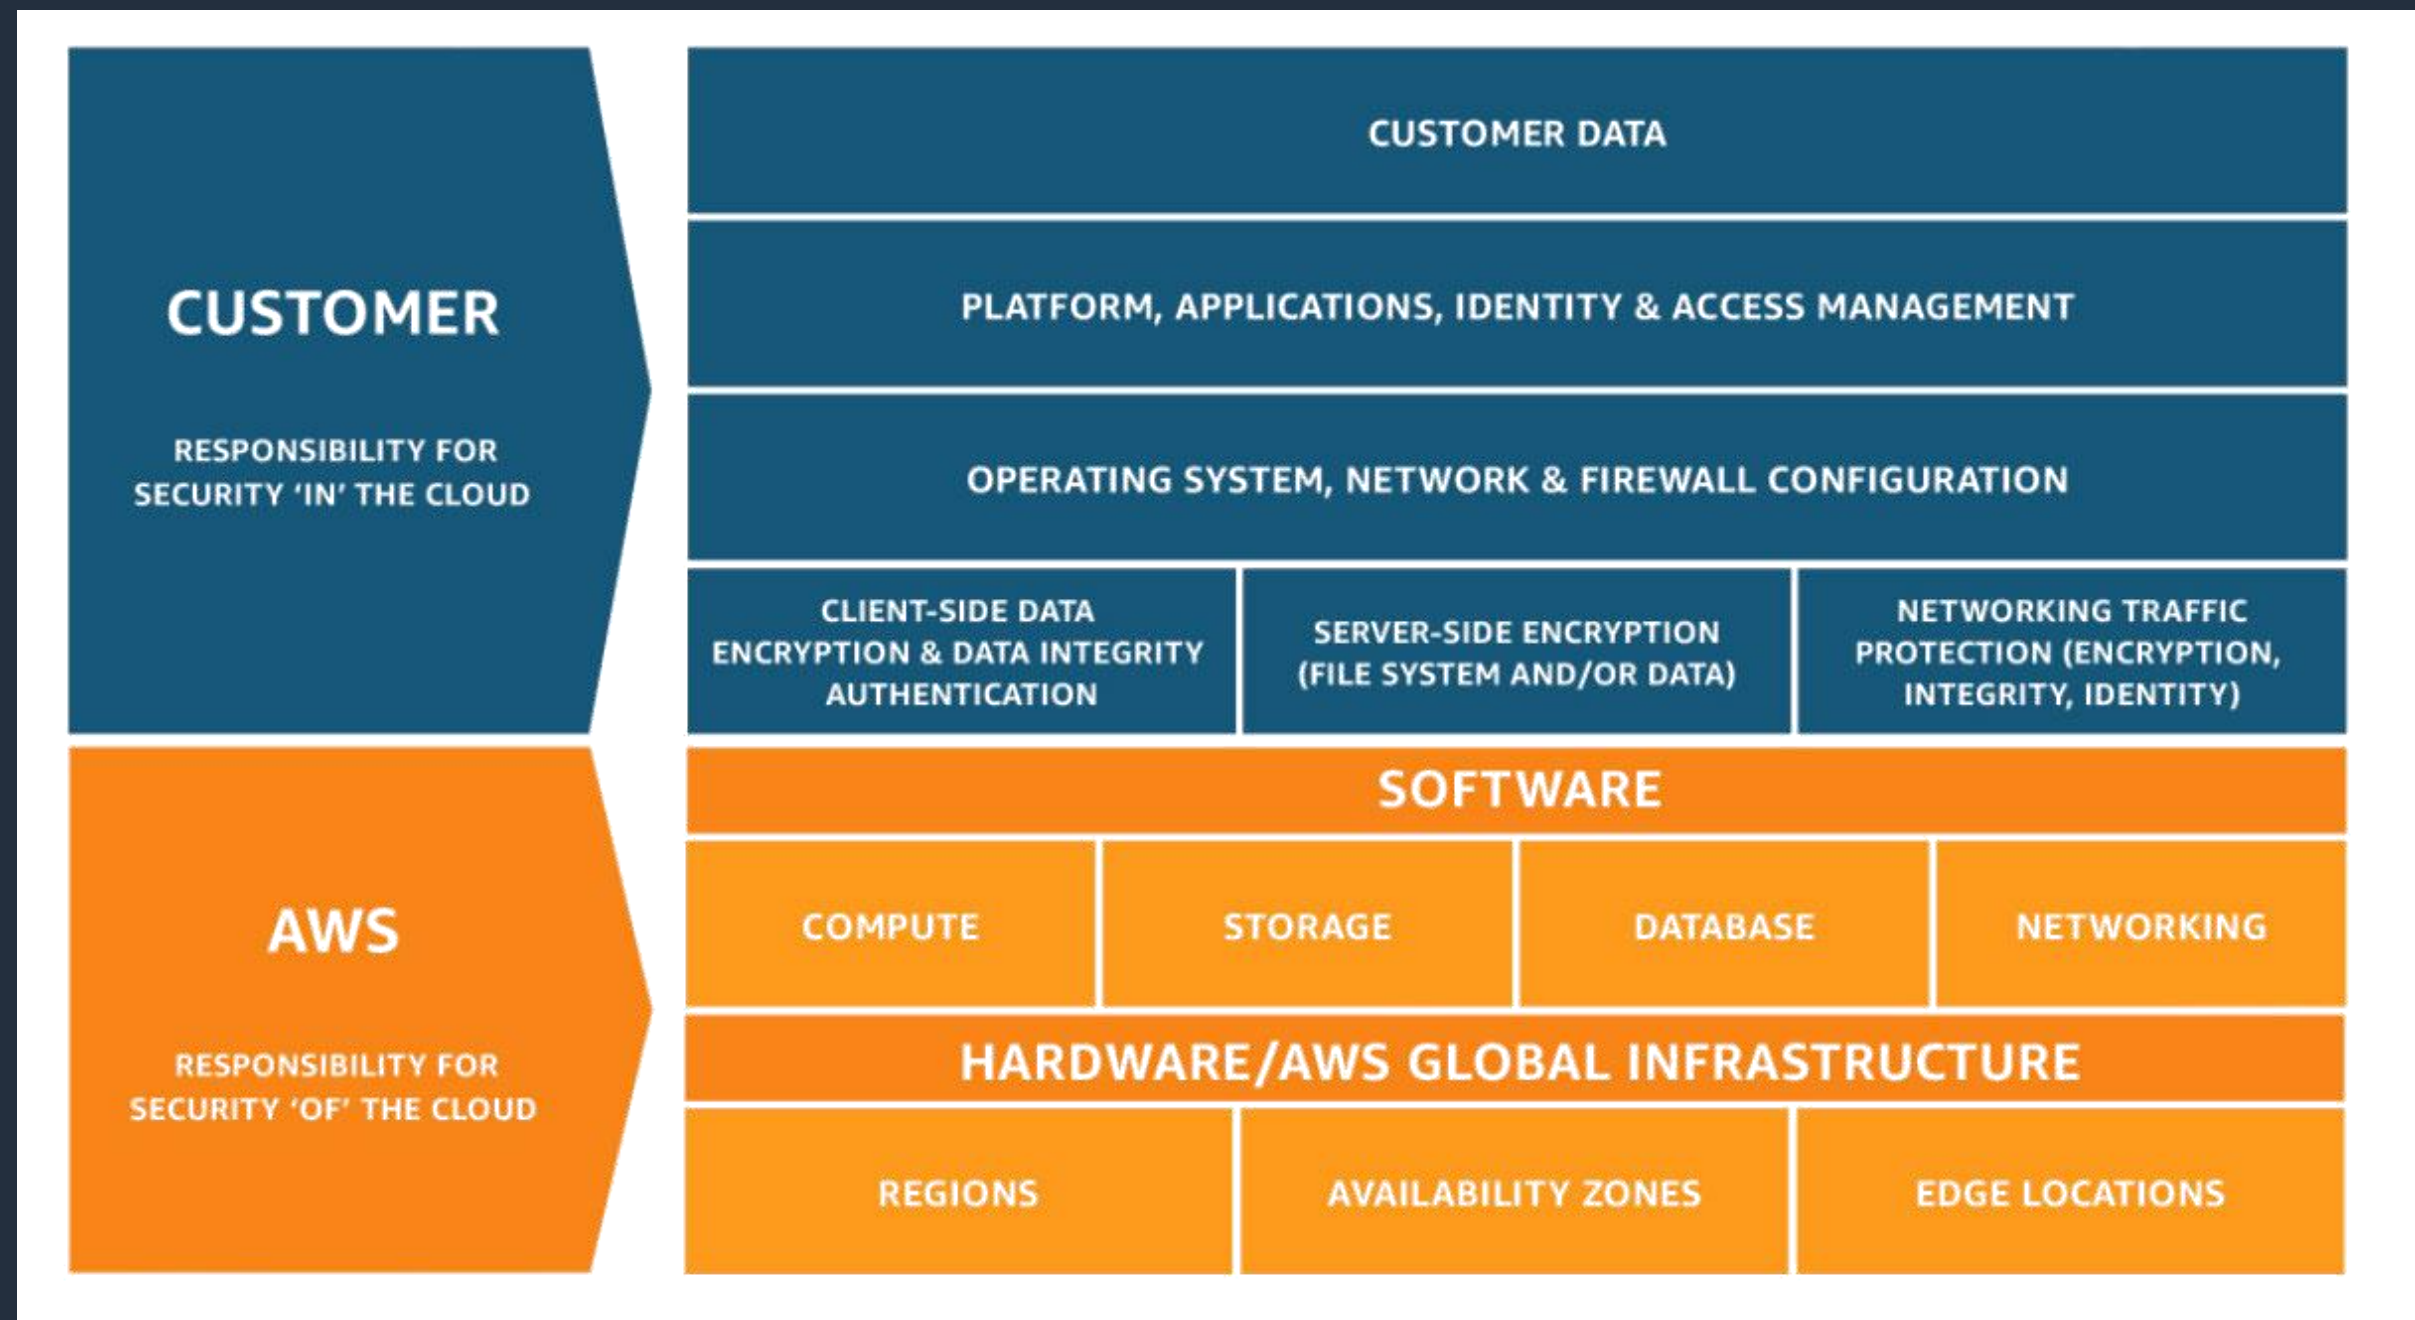 CUSTOMER
RESPONSIBILITY FOR
SECURITY ‘IN’ THE CLOUD
CUSTOMER DATA
PLATFORM, APPLICATIONS, IDENTITY & ACCESS MANAGEMENT
OPERATING SYSTEM, NETWORK & FIREWALL CONFIGURATION
CLIENT-SIDE DATA
ENCRYPTION & DATA INTEGRITY
AUTHENTICATION
SERVER-SIDE ENCRYPTION
(FILE SYSTEM AND/OR DATA)
NETWORKING TRAFFIC
PROTECTION (ENCRYPTION,
INTEGRITY, IDENTITY)
AWS
RESPONSIBILITY FOR
SECURITY ‘OF’ THE CLOUD
SOFTWARE
COMPUTE
STORAGE
DATABASE
NETWORKING
HARDWARE/AWS GLOBAL INFRASTRUCTURE
REGIONS
AVAILABILITY ZONES
EDGE LOCATIONS